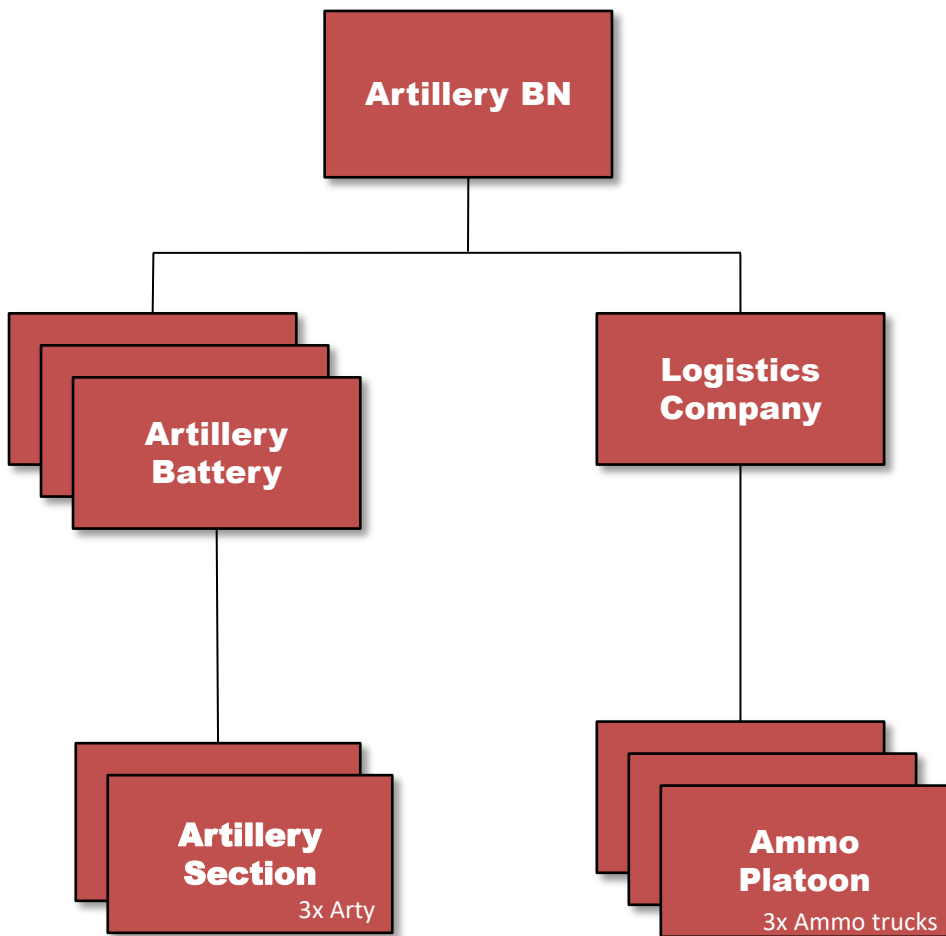 Artillery BN
Artillery
Battery
Logistics
Company
Artillery
Section
3x Arty
Ammo
Platoon
3x Ammo trucks